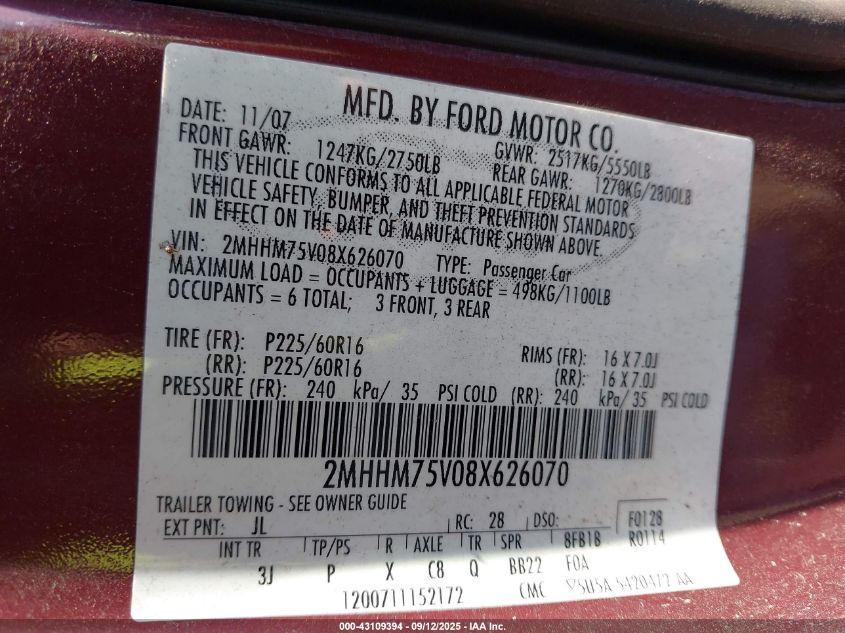 MFD. BY FORD MOTOR CO.
DATE: 11/07 GVWR: 2517KG/5550LB
FRONT GAWR: 1247KG/2750LB REAR GAWR: 1270KG/2800LB
THIS VEHICLE CONFORMS TO ALL APPLICABLE FEDERAL MOTOR
VEHICLE SAFETY, BUMPER, AND THEFT PREVENTION STANDARDS
IN EFFECT ON THE DATE OF MANUFACTURE SHOWN ABOVE.
VIN: 2MHHM75V08X626070 TYPE: Passenger Car
MAXIMUM LOAD = OCCUPANTS + LUGGAGE = 498KG/1100LB
OCCUPANTS = 6 TOTAL; 3 FRONT, 3 REAR
TIRE (FR): P225/60R16 RIMS (FR): 16 X 7.0J
(RR): P225/60R16 (RR): 16 X 7.0J
PRESSURE (FR): 240 kPa/ 35 PSI COLD (RR): 240 kPa/ 35 PSI COLD
2MHHM75V08X626070
TRAILER TOWING - SEE OWNER GUIDE
EXT PNT: JL RC: 28 DSO: F0128
INT TR TP/PS R AXLE TR SPR 8FB1B R0114
3J P X C8 Q BB22 F0A
1200711152172 CMC 5U5A 5420472 AA
000-43109394 - 09/12/2025 - IAA Inc.